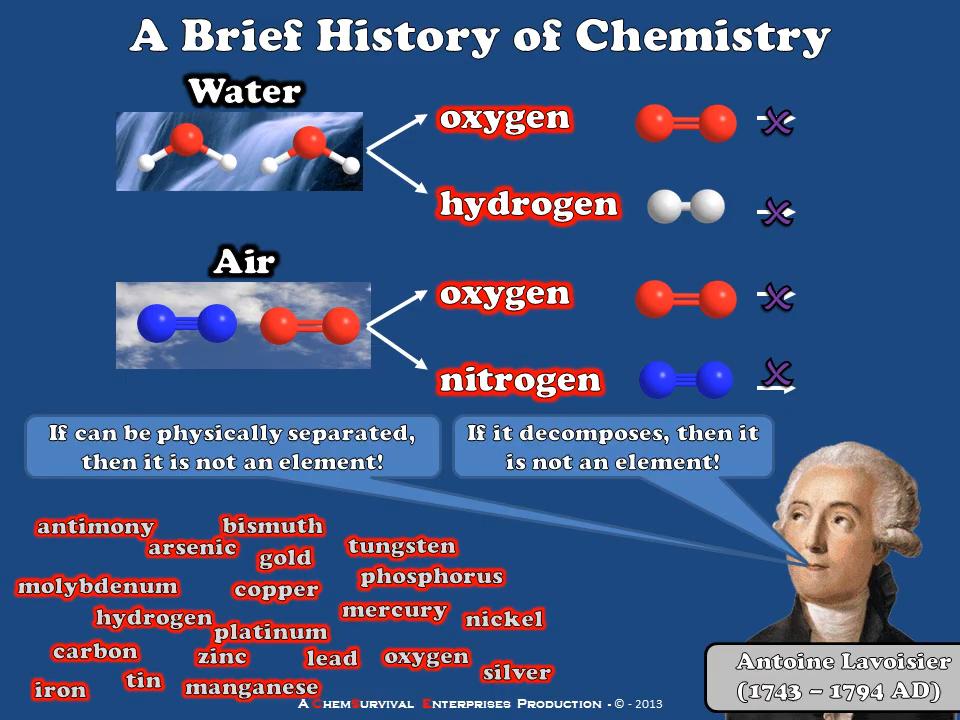 A Brief History of Chemistry
Water
oxygen
hydrogen
Air
oxygen
nitrogen
If can be physically separated,
then it is not an element!
If it decomposes, then it
is not an element!
antimony
bismuth
arsenic
gold
tungsten
molybdenum
copper
phosphorus
hydrogen
platinum
mercury
nickel
carbon
zinc
lead
oxygen
silver
iron
tin
manganese
Antoine Lavoisier
(1743 – 1794 AD)
A ChemSurvival Enterprises Production - © - 2013